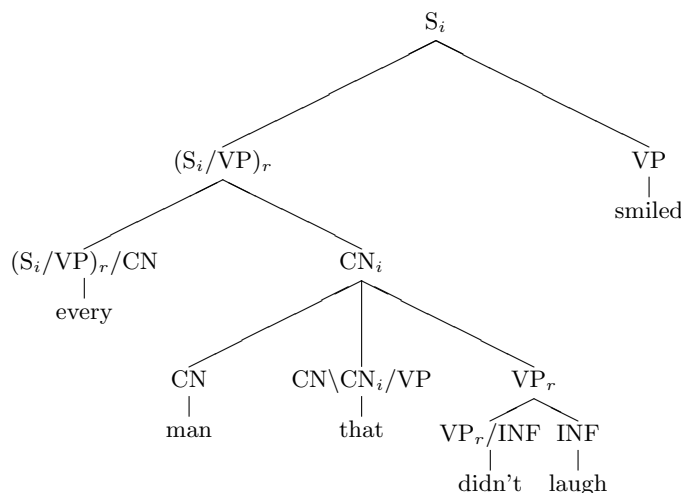 S_i
(S_i/VP)_r VP
smiled
(S_i/VP)_r/CN CN_i
every
CN CN\CN_i/VP VP_r
man that VP_r/INF INF
didn't laugh